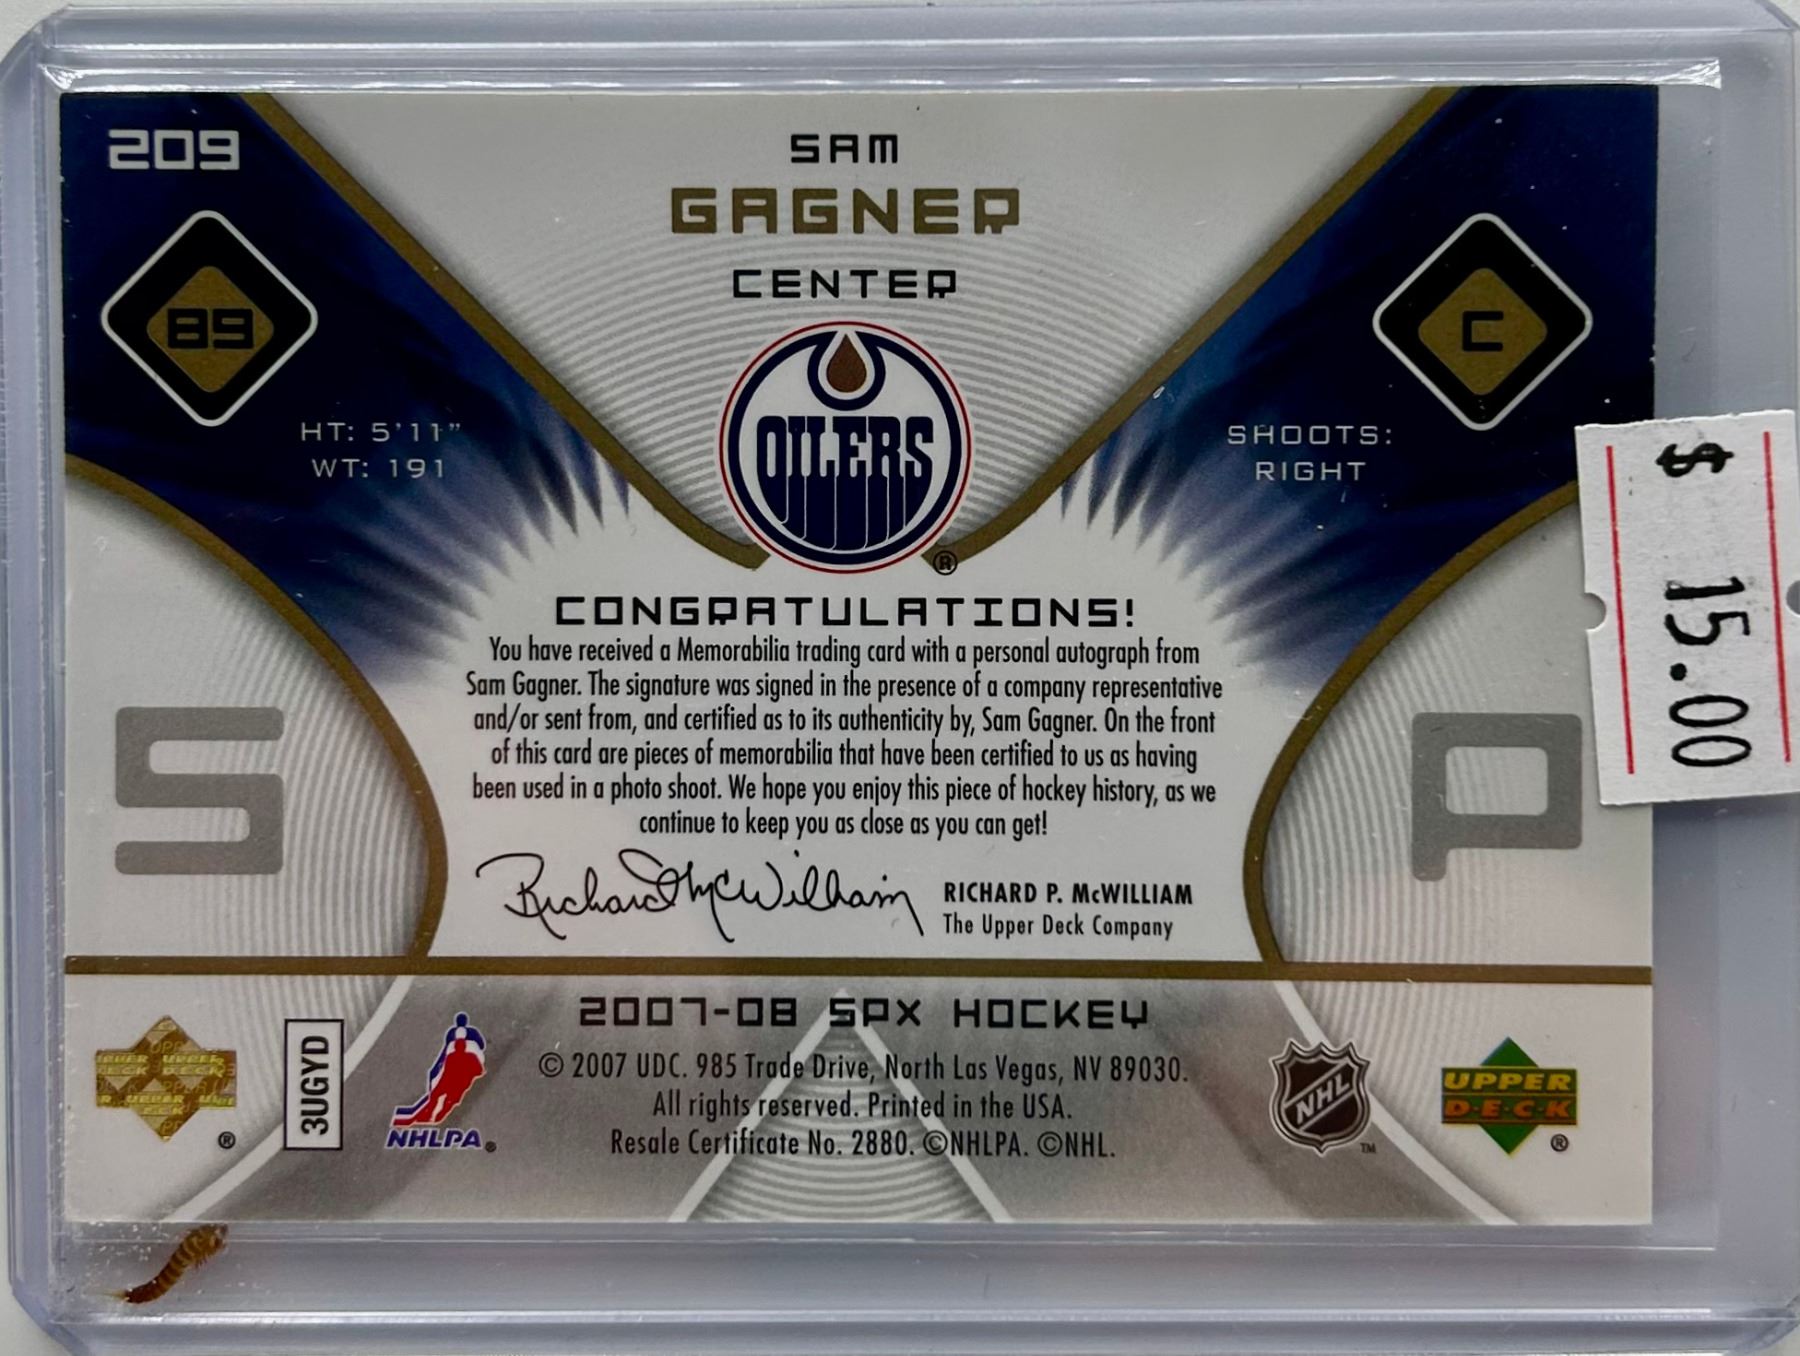 209
SAM
GAGNER
CENTER
89
C
HT: 5'11"
WT: 191
SHOOTS:
RIGHT
OILERS
®
$ 15.00
CONGRATULATIONS!
You have received a Memorabilia trading card with a personal autograph from
Sam Gagner. The signature was signed in the presence of a company representative
and/or sent from, and certified as to its authenticity by, Sam Gagner. On the front
of this card are pieces of memorabilia that have been certified to us as having
been used in a photo shoot. We hope you enjoy this piece of hockey history, as we
continue to keep you as close as you can get!
S
P
Richard McWilliam
RICHARD P. McWILLIAM
The Upper Deck Company
2007-08 SPX HOCKEY
© 2007 UDC. 985 Trade Drive, North Las Vegas, NV 89030.
All rights reserved. Printed in the USA.
Resale Certificate No. 2880. ©NHLPA. ©NHL.
®
3UGYD
NHLPA®
NHL
TM
UPPER
D·E·C·K
®